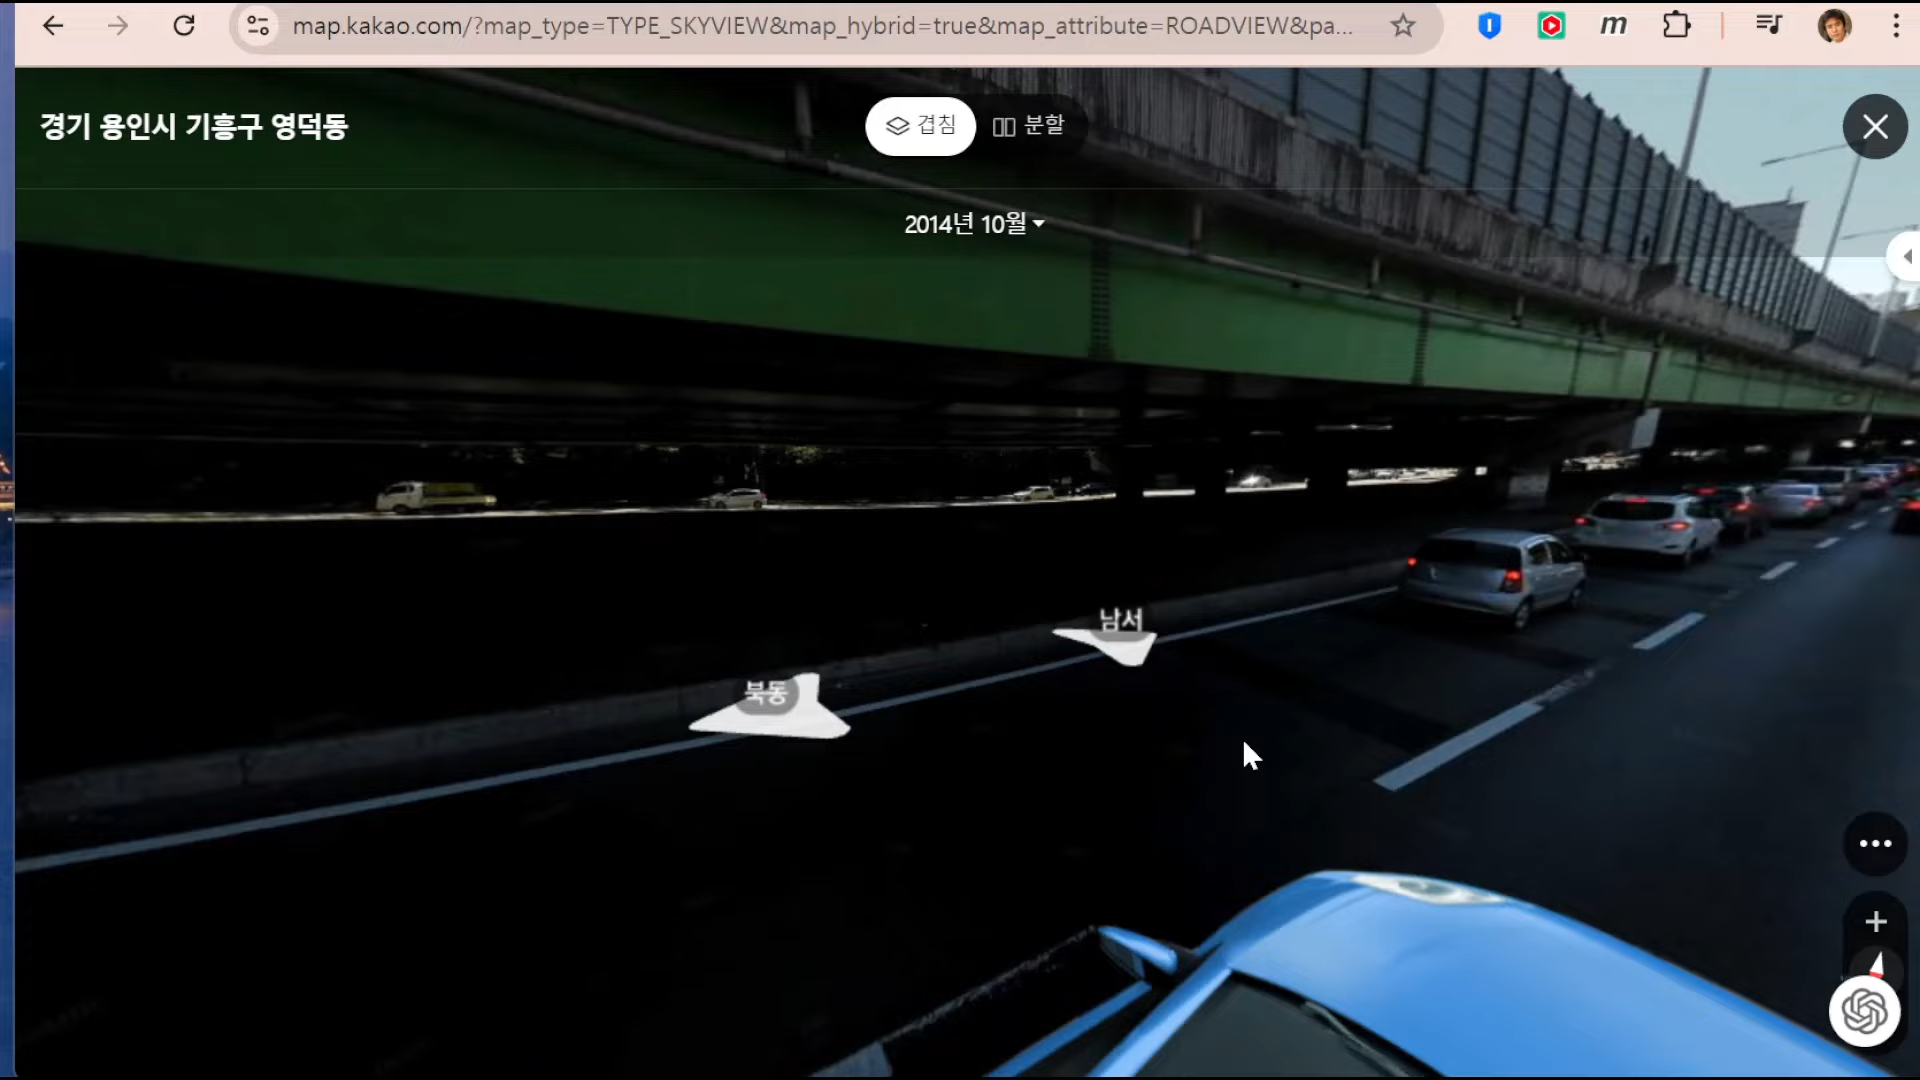 map.kakao.com/?map_type=TYPE_SKYVIEW&map_hybrid=true&map_attribute=ROADVIEW&pa...
m
경기 용인시 기흥구 영덕동
겹침
분할
2014년 10월
남서
북동